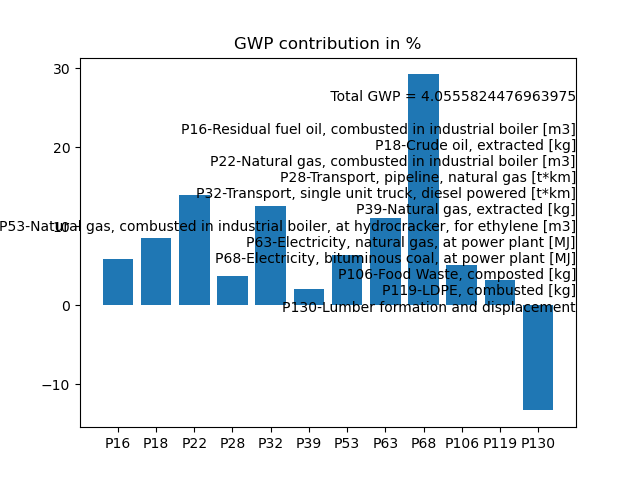 GWP contribution in %
30
20
10
0
−10
Total GWP = 4.0555824476963975
P16-Residual fuel oil, combusted in industrial boiler [m3]
P18-Crude oil, extracted [kg]
P22-Natural gas, combusted in industrial boiler [m3]
P28-Transport, pipeline, natural gas [t*km]
P32-Transport, single unit truck, diesel powered [t*km]
P39-Natural gas, extracted [kg]
P53-Natural gas, combusted in industrial boiler, at hydrocracker, for ethylene [m3]
P63-Electricity, natural gas, at power plant [MJ]
P68-Electricity, bituminous coal, at power plant [MJ]
P106-Food Waste, composted [kg]
P119-LDPE, combusted [kg]
P130-Lumber formation and displacement
P16 P18 P22 P28 P32 P39 P53 P63 P68 P106 P119 P130